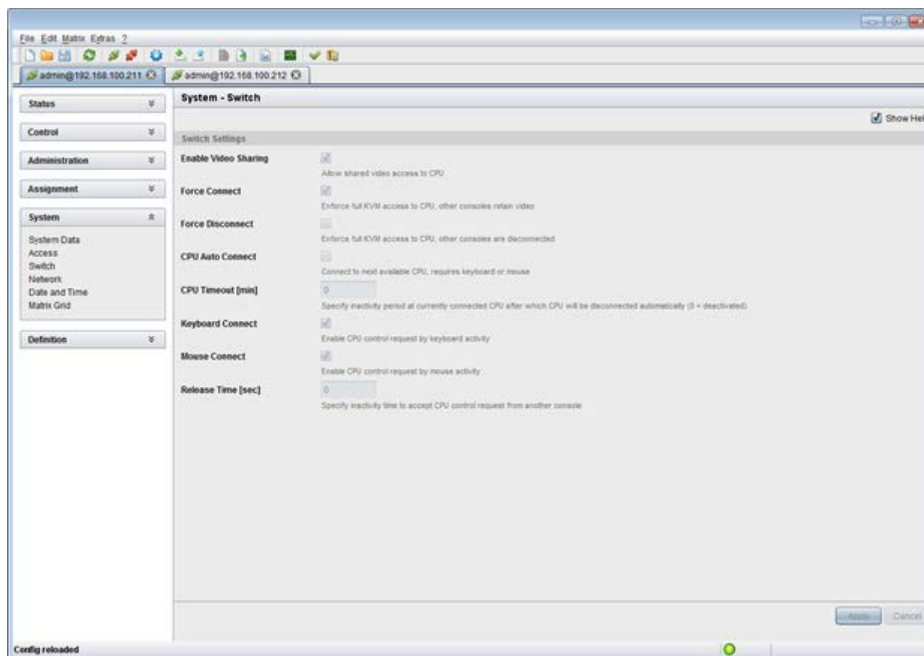 File Edit Matrix Extras ?
admin@192.168.100.211 admin@192.168.100.212
Status
Control
Administration
Assignment
System
System Data
Access
Switch
Network
Date and Time
Matrix Grid
Definition
System - Switch
Show Hel
Switch Settings
Enable Video Sharing
Allow shared video access to CPU
Force Connect
Enforce full KVM access to CPU, other consoles retain video
Force Disconnect
Enforce full KVM access to CPU, other consoles are disconnected
CPU Auto Connect
Connect to next available CPU, requires keyboard or mouse
CPU Timeout [min] 0
Specify inactivity period at currently connected CPU after which CPU will be disconnected automatically (0 = deactivated)
Keyboard Connect
Enable CPU control request by keyboard activity
Mouse Connect
Enable CPU control request by mouse activity
Release Time [sec] 0
Specify inactivity time to accept CPU control request from another console
Apply Cancel
Config reloaded